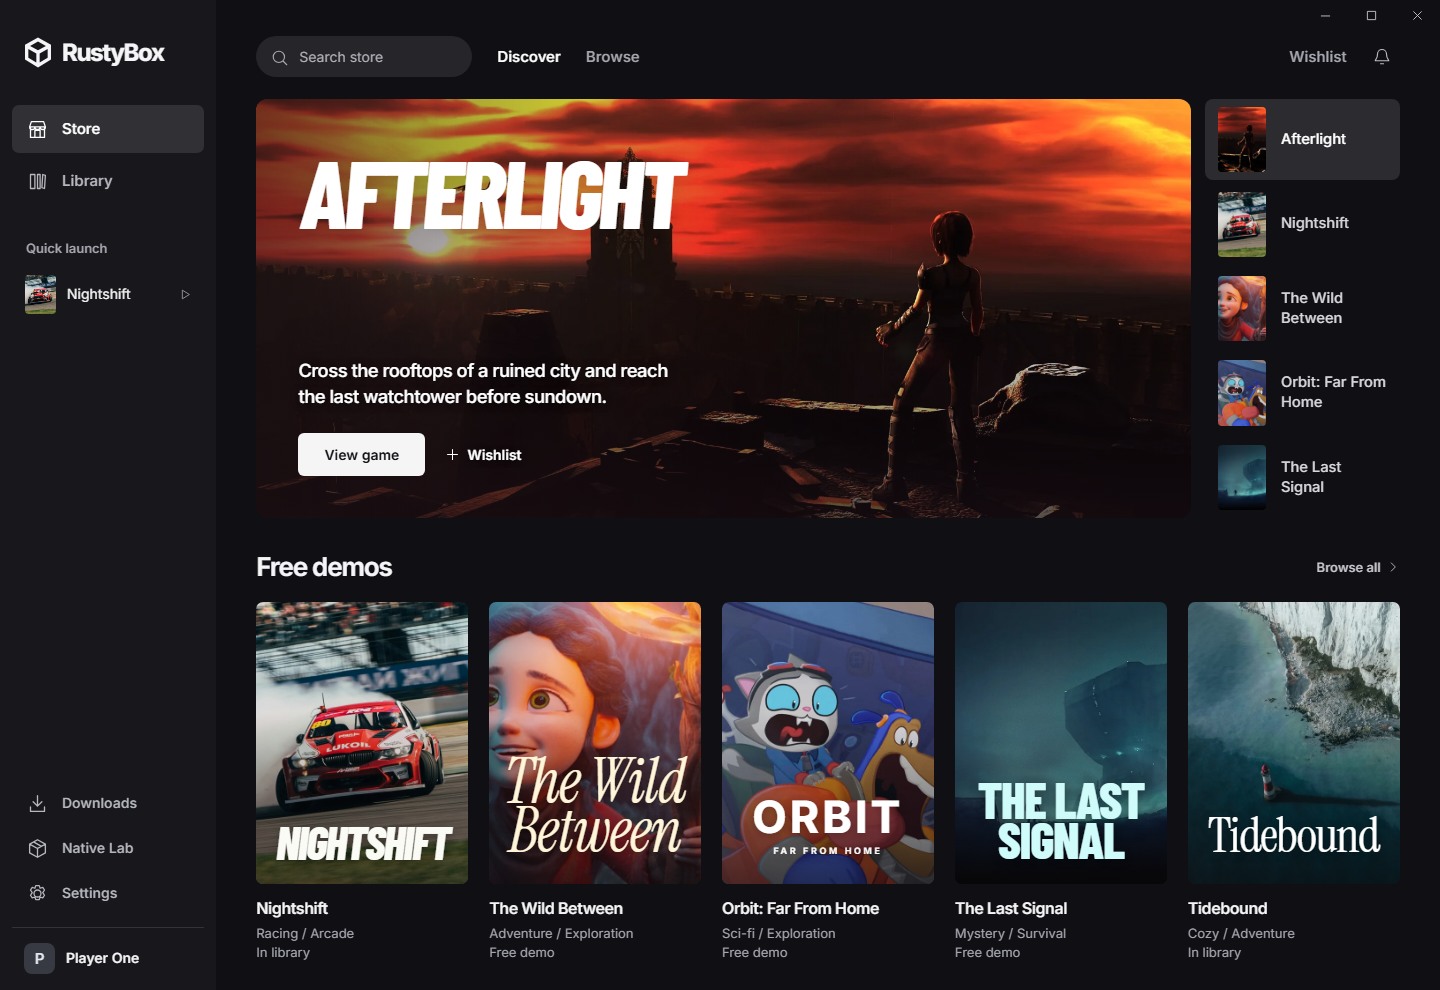 RustyBox
Store
Library
Quick launch
Nightshift
Downloads
Native Lab
Settings
P
Player One
Search store
Discover
Browse
Wishlist
AFTERLIGHT
Cross the rooftops of a ruined city and reach
the last watchtower before sundown.
View game
Wishlist
Afterlight
Nightshift
The Wild
Between
Orbit: Far From
Home
The Last
Signal
Free demos
Browse all
LUKOIL
NIGHTSHIFT
Nightshift
Racing / Arcade
In library
The Wild
Between
The Wild Between
Adventure / Exploration
Free demo
ORBIT
FAR FROM HOME
Orbit: Far From Home
Sci-fi / Exploration
Free demo
THE LAST
SIGNAL
The Last Signal
Mystery / Survival
Free demo
Tidebound
Tidebound
Cozy / Adventure
In library